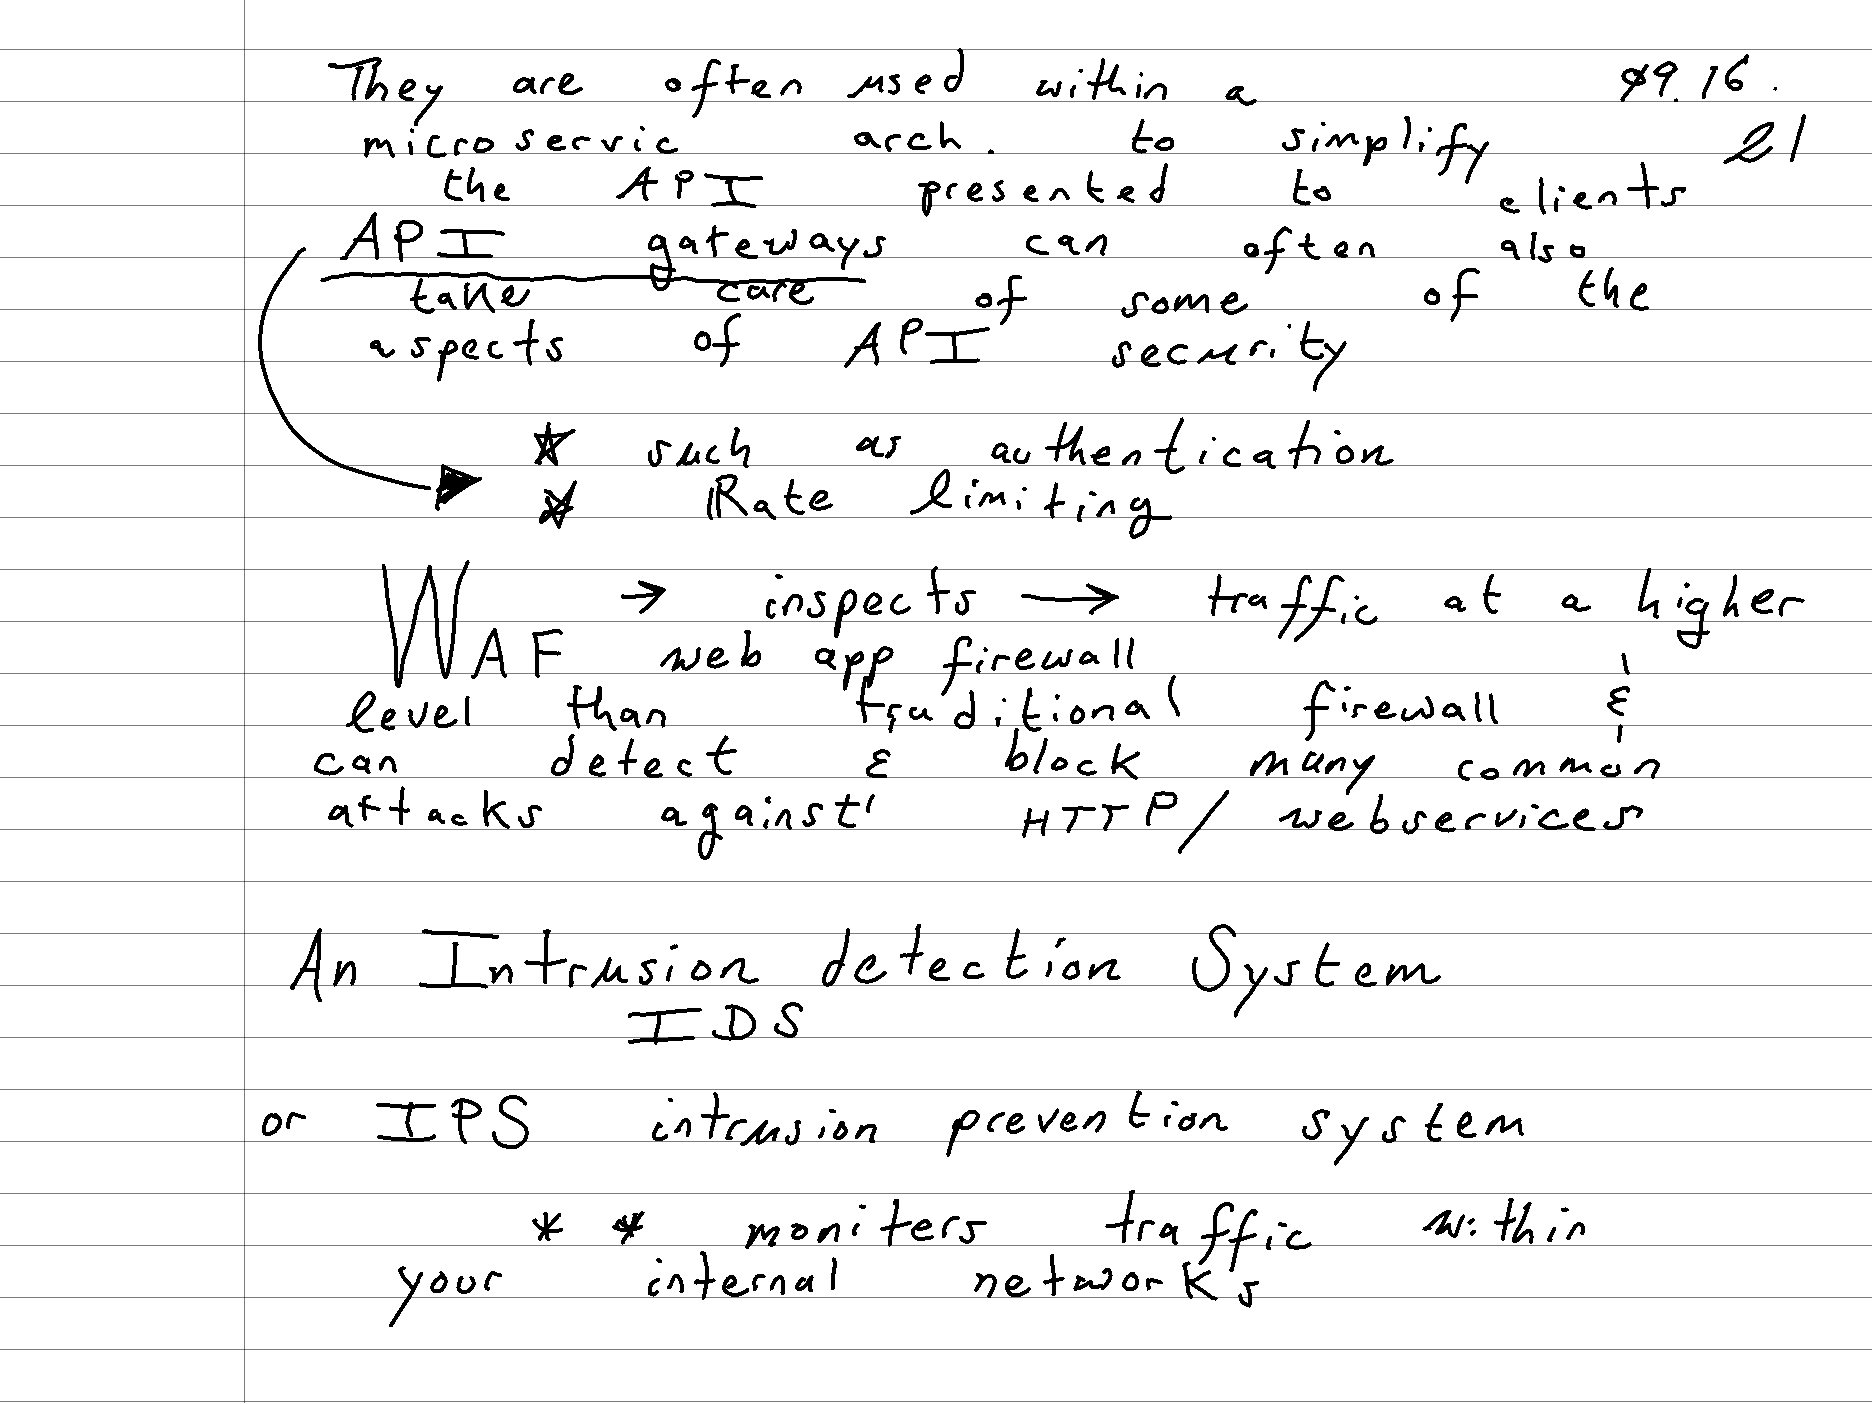 They are often used within a 09.16.
microservic arch. to simplify 21
the API presented to clients
API gateways can often also
take care of some of the
aspects of API security
* such as authentication
* Rate limiting
WAF → inspects → traffic at a higher
web app firewall
level than traditional firewall &
can detect & block many common
attacks against HTTP/ webservices
An Intrusion detection System
IDS
or IPS intrusion prevention system
* * moniters traffic within
your internal networks